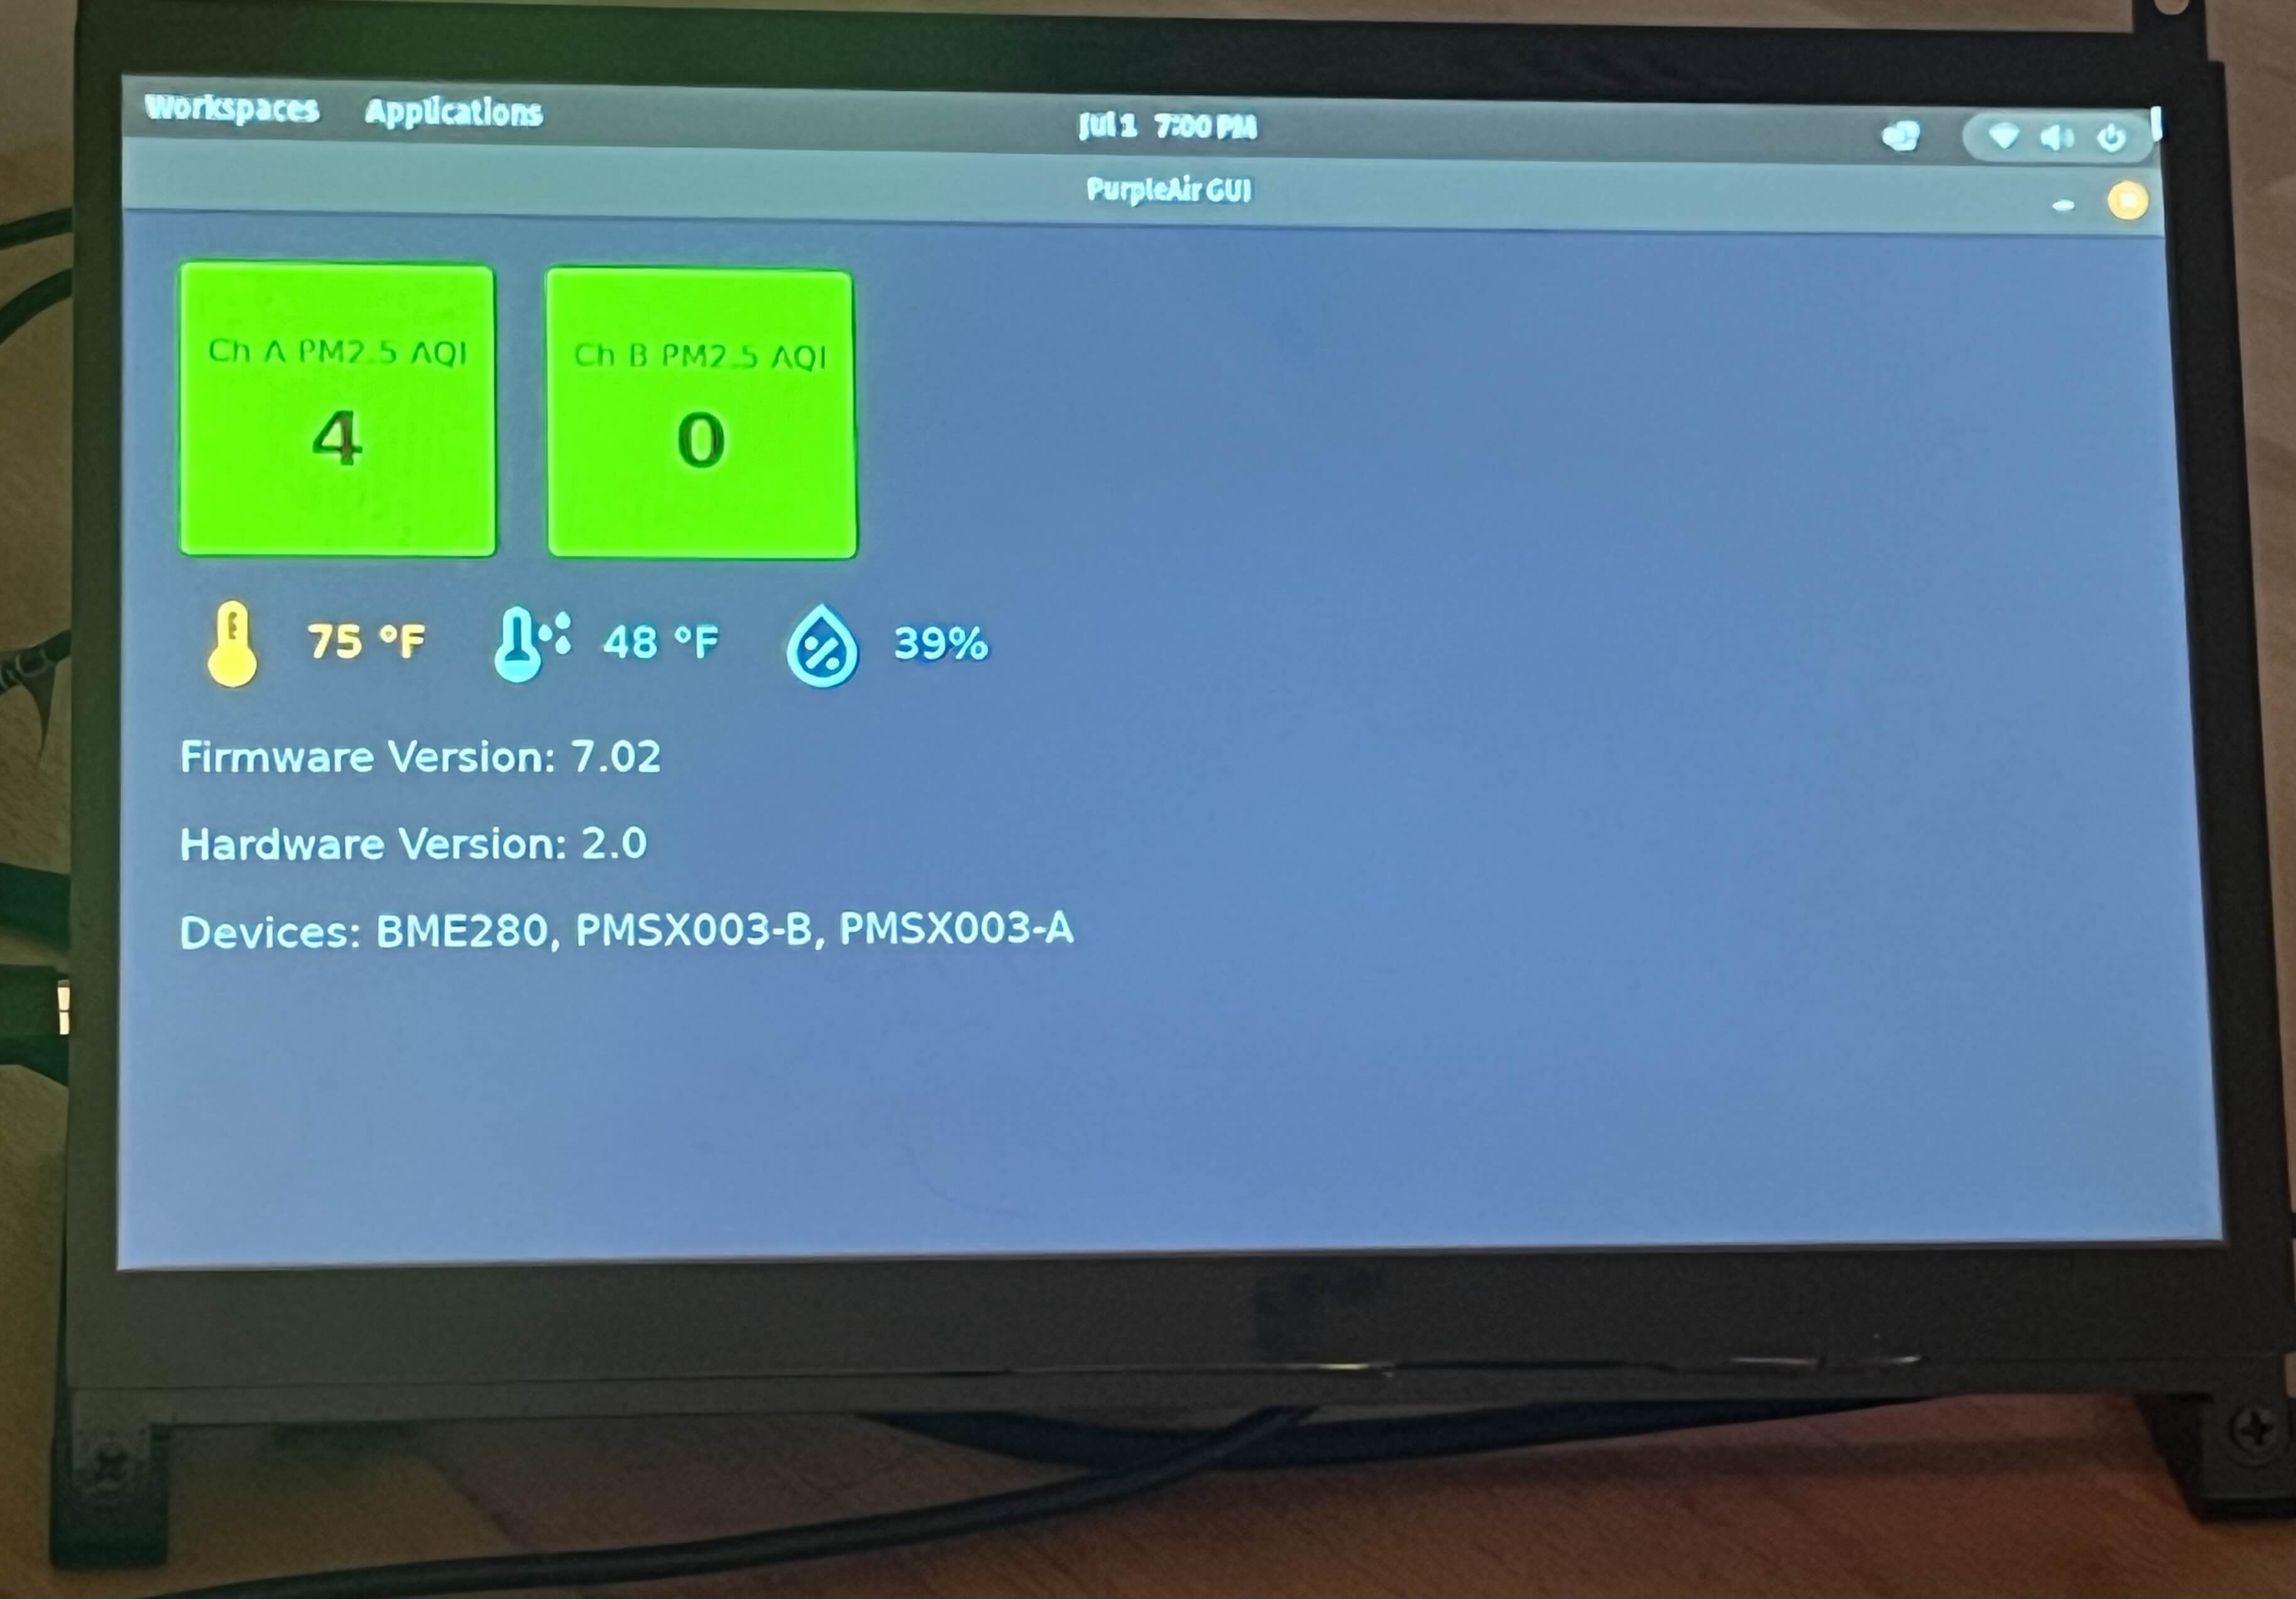 Workspaces Applications Jul 1 7:00 PM
PurpleAir GUI
Ch A PM2.5 AQI
4
Ch B PM2.5 AQI
0
75 °F 48 °F 39%
Firmware Version: 7.02
Hardware Version: 2.0
Devices: BME280, PMSX003-B, PMSX003-A